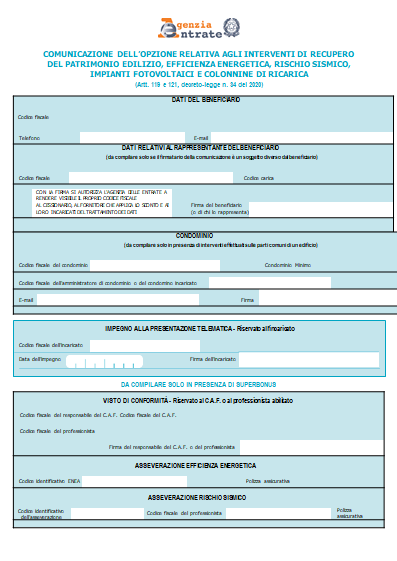 Agenzia
Entrate
COMUNICAZIONE DELL'OPZIONE RELATIVA AGLI INTERVENTI DI RECUPERO
DEL PATRIMONIO EDILIZIO, EFFICIENZA ENERGETICA, RISCHIO SISMICO,
IMPIANTI FOTOVOLTAICI E COLONNINE DI RICARICA
(Artt. 119 e 121, decreto-legge n. 34 del 2020)
DATI DEL BENEFICIARIO
Codice fiscale
Telefono E-mail
DATI RELATIVI AL RAPPRESENTANTE DEL BENEFICIARIO
(da compilare solo se il firmatario della comunicazione è un soggetto diverso dal beneficiario)
Codice fiscale Codice carica
CON LA FIRMA SI AUTORIZZA L'AGENZIA DELLE ENTRATE A
RENDERE VISIBILE IL PROPRIO CODICE FISCALE
AL CESSIONARIO, AL FORNITORE CHE APPLICA LO SCONTO E AI
LORO INCARICATI DEL TRATTAMENTO DEI DATI
Firma del beneficiario
(o di chi lo rappresenta)
CONDOMINIO
(da compilare solo in presenza di interventi effettuati sulle parti comuni di un edificio)
Codice fiscale del condominio Condominio Minimo
Codice fiscale dell'amministratore di condominio o del condomino incaricato
E-mail Firma
IMPEGNO ALLA PRESENTAZIONE TELEMATICA - Riservato all'incaricato
Codice fiscale dell'incaricato
Data dell'impegno Firma dell'incaricato
DA COMPILARE SOLO IN PRESENZA DI SUPERBONUS
VISTO DI CONFORMITÀ - Riservato al C.A.F. o al professionista abilitato
Codice fiscale del responsabile del C.A.F. Codice fiscale del C.A.F.
Codice fiscale del professionista
Firma del responsabile del C.A.F. o del professionista
ASSEVERAZIONE EFFICIENZA ENERGETICA
Codice identificativo ENEA Polizza assicurativa
ASSEVERAZIONE RISCHIO SISMICO
Codice identificativo
dell'asseverazione
Codice fiscale del professionista
Polizza
assicurativa